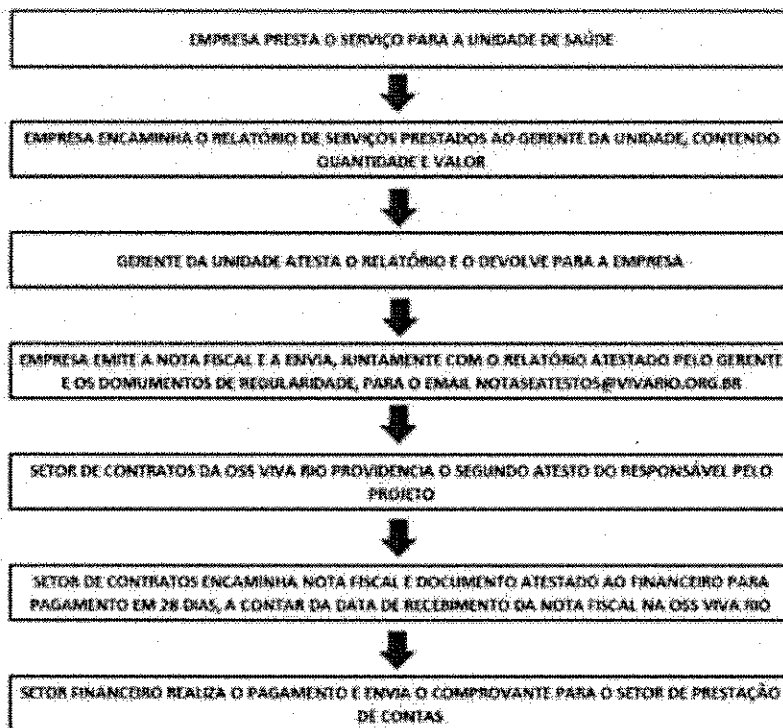 EMPRESA PRESTA O SERVIÇO PARA A UNIDADE DE SAÚDE
EMPRESA ENCAMINHA O RELATÓRIO DE SERVIÇOS PRESTADOS AO GERENTE DA UNIDADE, CONTENDO
QUANTIDADE E VALOR
GERENTE DA UNIDADE ATESTA O RELATÓRIO E O DEVOLVE PARA A EMPRESA
EMPRESA EMITE A NOTA FISCAL E A ENVIA, JUNTAMENTE COM O RELATÓRIO ATESTADO PELO GERENTE
E OS DOMUMENTOS DE REGULARIDADE, PARA O EMAIL NOTASEATESTOS@VIVARIO.ORG.BR
SETOR DE CONTRATOS DA OSS VIVA RIO PROVIDENCIA O SEGUNDO ATESTO DO RESPONSÁVEL PELO
PROJETO
SETOR DE CONTRATOS ENCAMINHA NOTA FISCAL E DOCUMENTO ATESTADO AO FINANCEIRO PARA
PAGAMENTO EM 28 DIAS, A CONTAR DA DATA DE RECEBIMENTO DA NOTA FISCAL NA OSS VIVA RIO
SETOR FINANCEIRO REALIZA O PAGAMENTO E ENVIA O COMPROVANTE PARA O SETOR DE PRESTAÇÃO
DE CONTAS